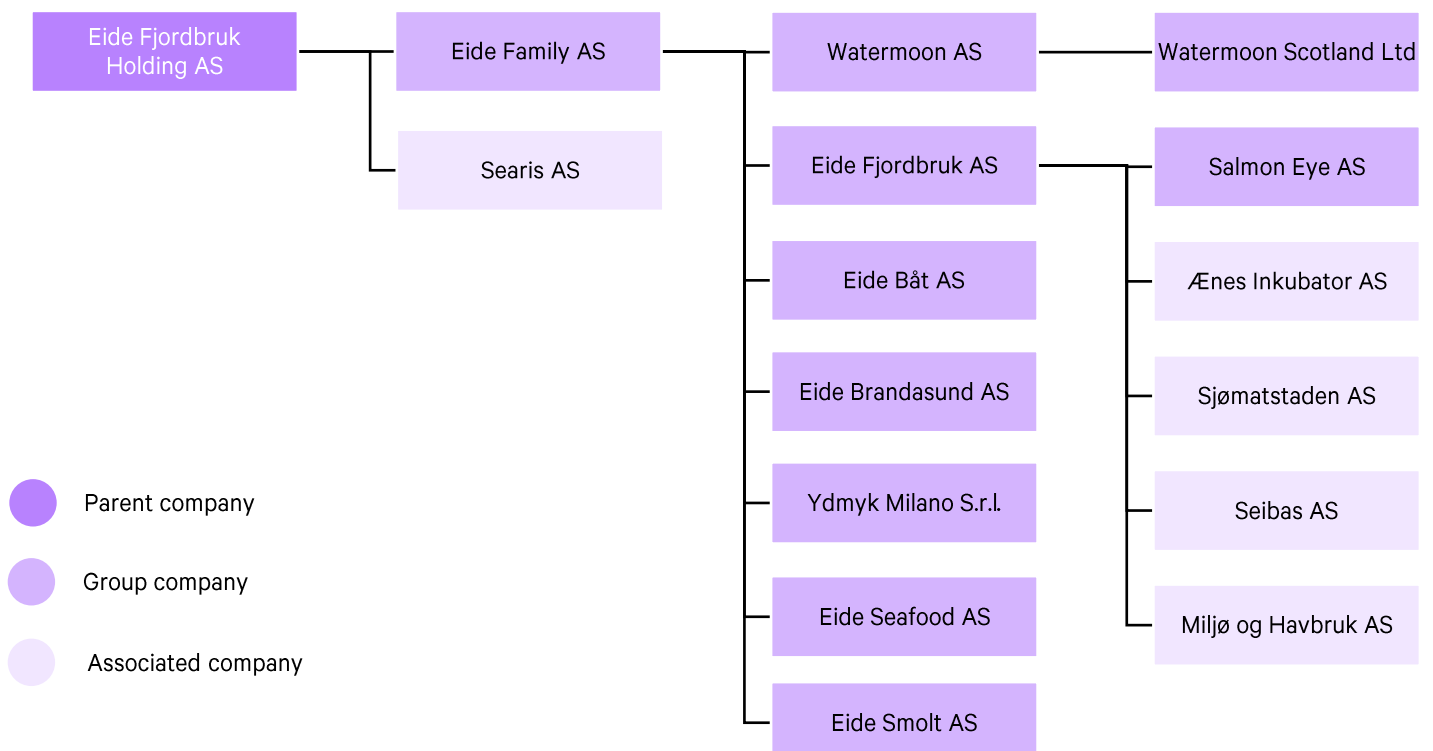 Eide Fjordbruk
Holding AS
Eide Family AS
Searis AS
Watermoon AS
Eide Fjordbruk AS
Eide Båt AS
Eide Brandasund AS
Ydmyk Milano S.r.l.
Eide Seafood AS
Eide Smolt AS
Watermoon Scotland Ltd
Salmon Eye AS
Ænes Inkubator AS
Sjømatstaden AS
Seibas AS
Miljø og Havbruk AS
Parent company
Group company
Associated company